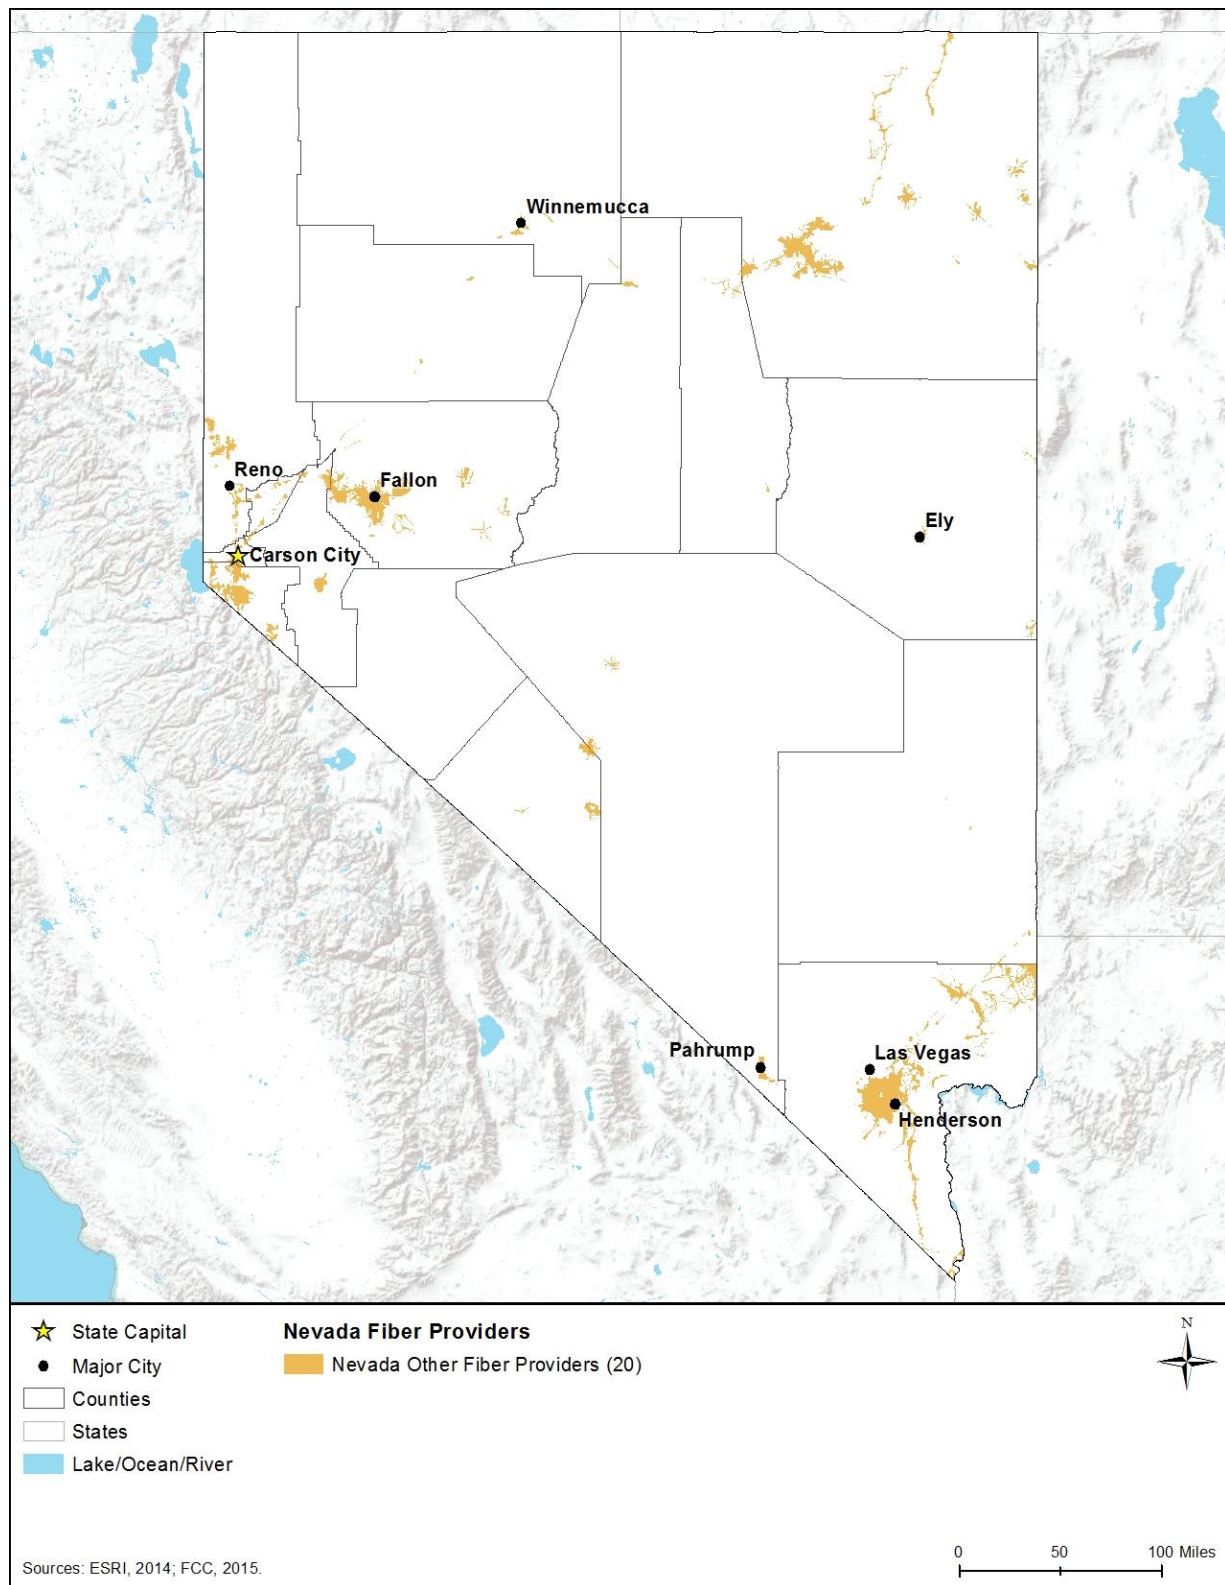 Winnemucca
Reno
Fallon
Ely
Carson City
Pahrump
Las Vegas
Henderson
State Capital
Major City
Counties
States
Lake/Ocean/River
Nevada Fiber Providers
Nevada Other Fiber Providers (20)
N
Sources: ESRI, 2014; FCC, 2015.
0 50 100 Miles